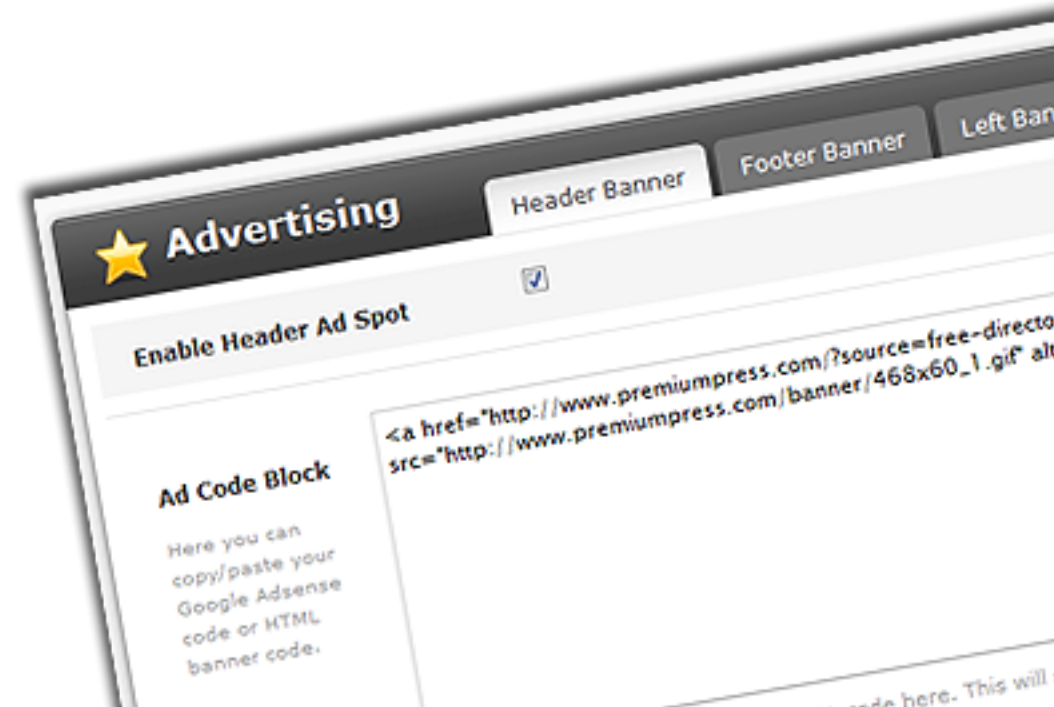 Advertising
Header Banner
Footer Banner
Left
Enable Header Ad Spot
Ad Code Block
Here you can
copy/paste your
Google Adsense
code or HTML
banner code.
<a href="http://www.premiumpress.com/?source=free-directo
src="http://www.premiumpress.com/banner/468x60_1.gif" alt
code here. This will